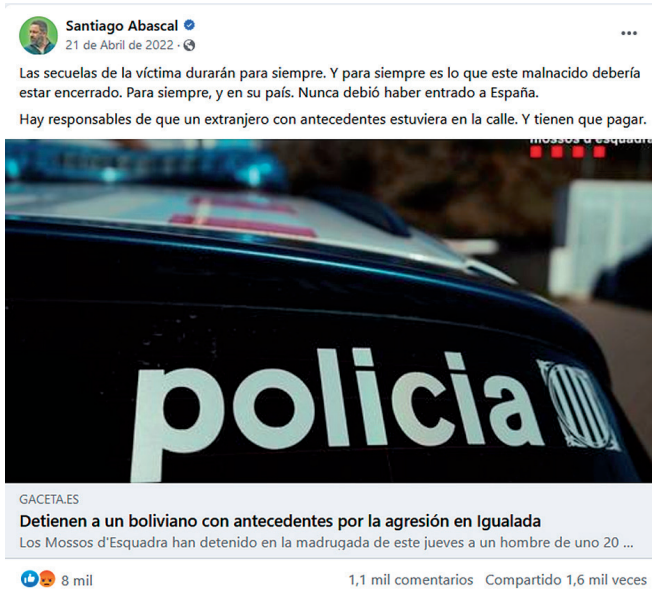 Santiago Abascal
21 de Abril de 2022 ·
Las secuelas de la víctima durarán para siempre. Y para siempre es lo que este malnacido debería
estar encerrado. Para siempre, y en su país. Nunca debió haber entrado a España.
Hay responsables de que un extranjero con antecedentes estuviera en la calle. Y tienen que pagar.
mossos d'esquadra
policia
GACETA.ES
Detienen a un boliviano con antecedentes por la agresión en Igualada
Los Mossos d'Esquadra han detenido en la madrugada de este jueves a un hombre de uno 20 ...
8 mil
1,1 mil comentarios Compartido 1,6 mil veces